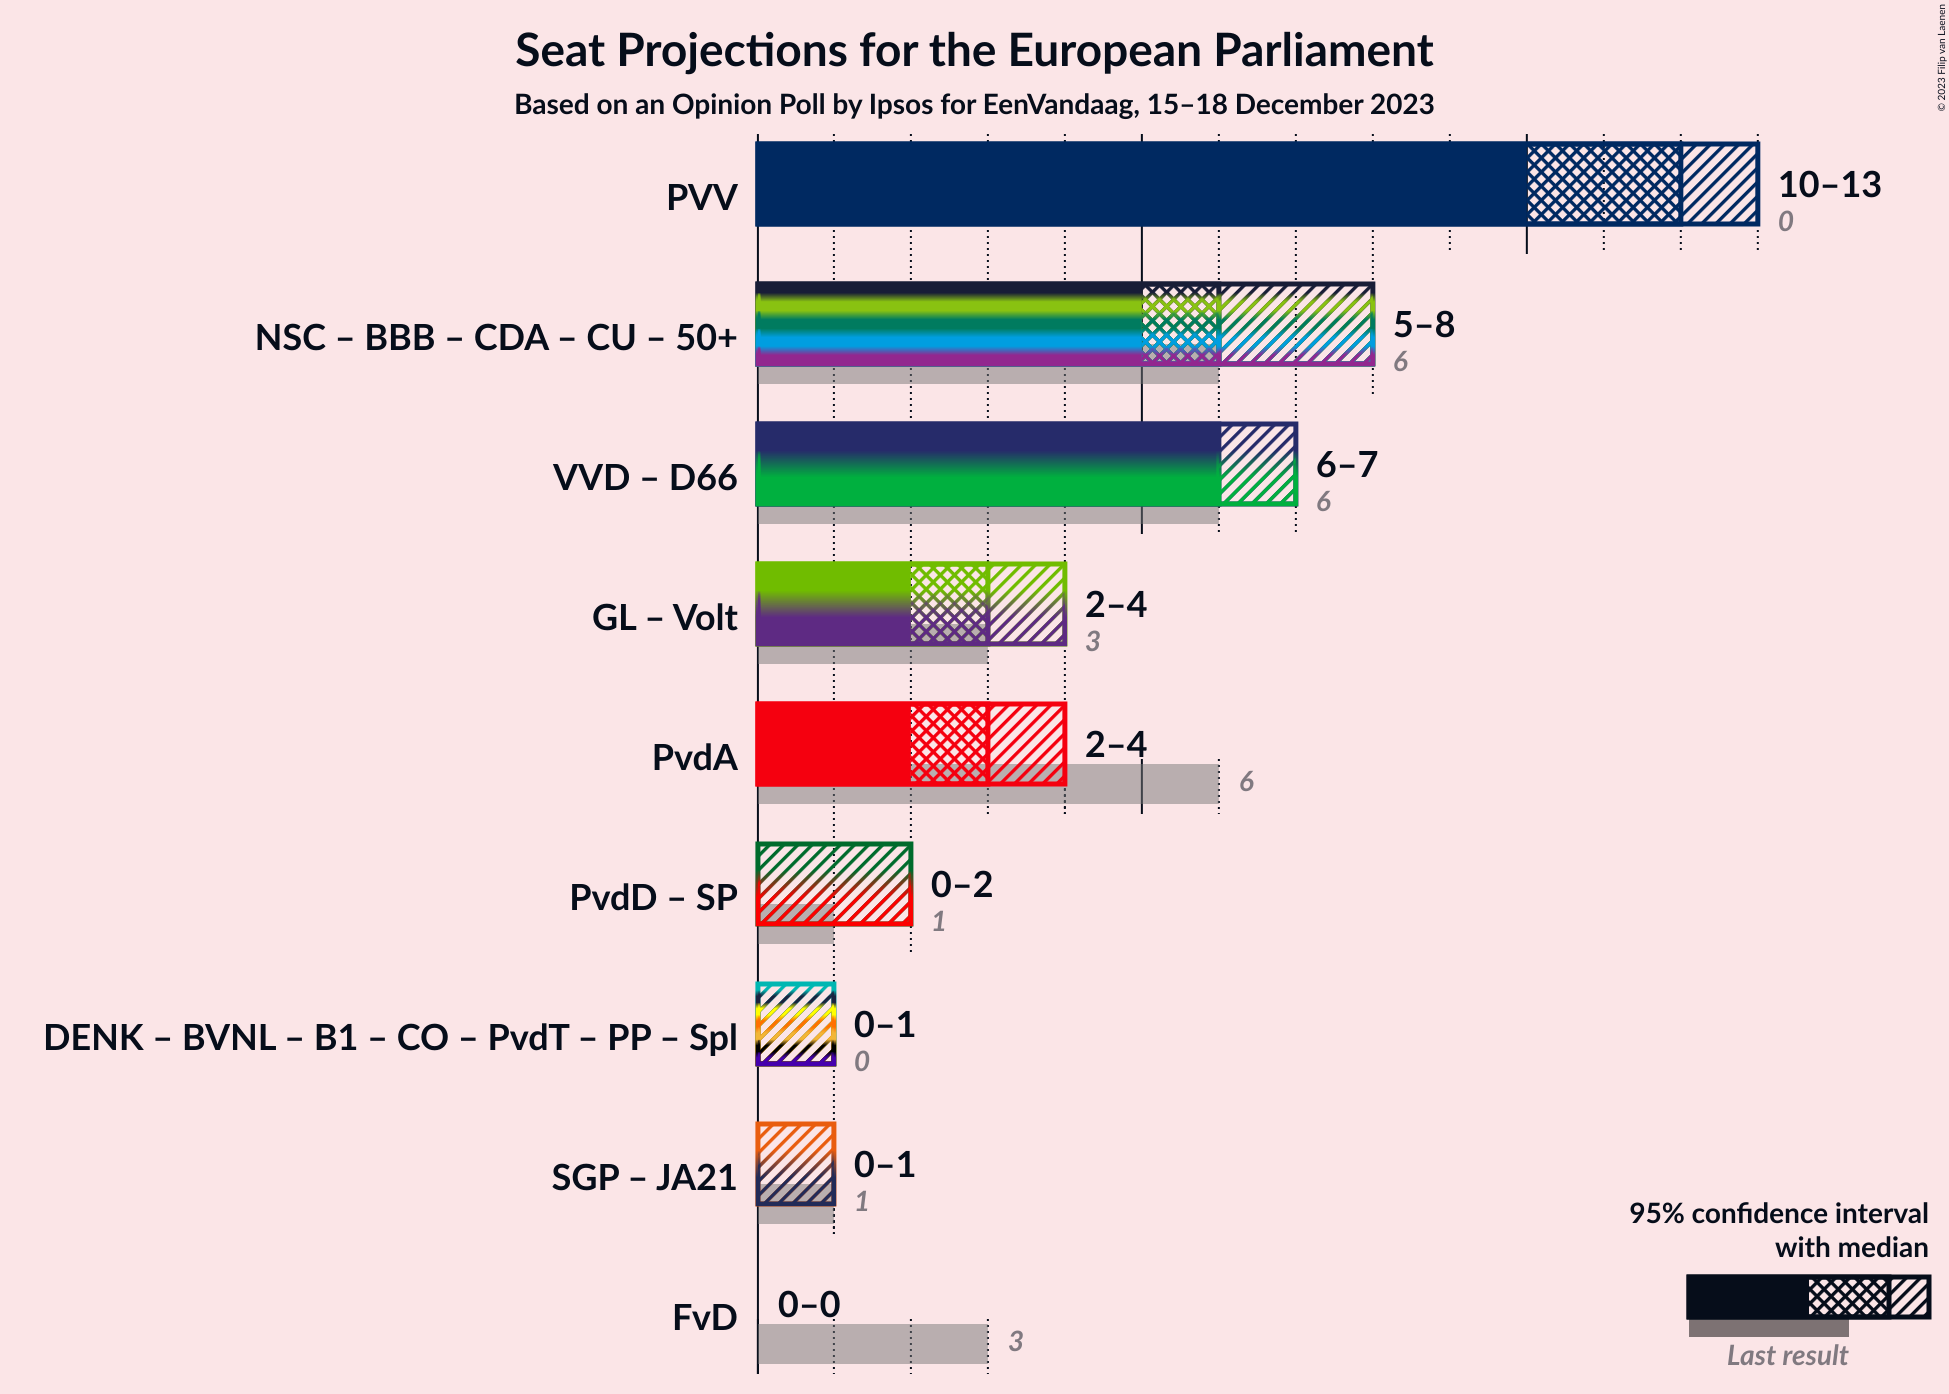 Seat Projections for the European Parliament
Based on an Opinion Poll by Ipsos for EenVandaag, 15–18 December 2023
© 2023 Filip van Laenen
PVV
10–13
0
NSC – BBB – CDA – CU – 50+
5–8
6
VVD – D66
6–7
6
GL – Volt
2–4
3
PvdA
2–4
6
PvdD – SP
0–2
1
DENK – BVNL – B1 – CO – PvdT – PP – Spl
0–1
0
SGP – JA21
0–1
1
FvD
0–0
3
95% confidence interval
with median
Last result